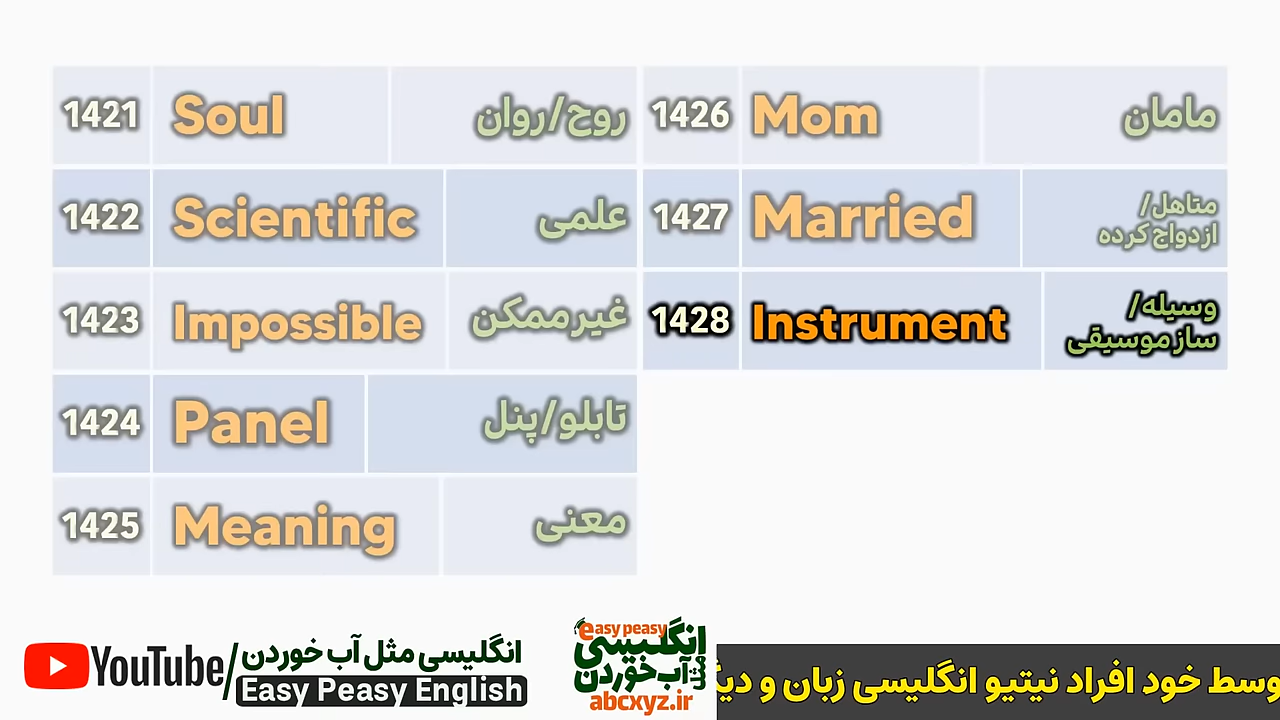 1421 Soul روح/روان
1422 Scientific علمی
1423 Impossible غیرممکن
1424 Panel تابلو/پنل
1425 Meaning معنی
1426 Mom مامان
1427 Married متاهل/
ازدواج کرده
1428 Instrument وسیله/
ساز موسیقی
YouTube/انگلیسی مثل آب خوردن
Easy Peasy English
easy peasy
انگلیسی
مثل آب خوردن
abcxyz.ir
خود افراد نیتیو انگلیسی زبان و